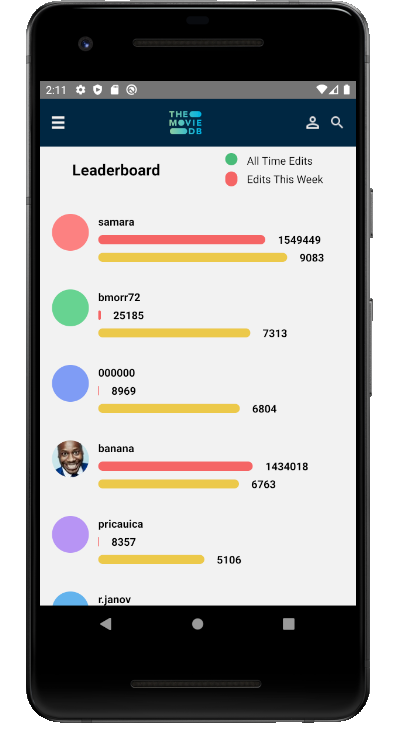 2:11
THE
MOVIE
DB
Leaderboard
All Time Edits
Edits This Week
samara
1549449
9083
bmorr72
25185
7313
000000
8969
6804
banana
1434018
6763
pricauica
8357
5106
r.janov